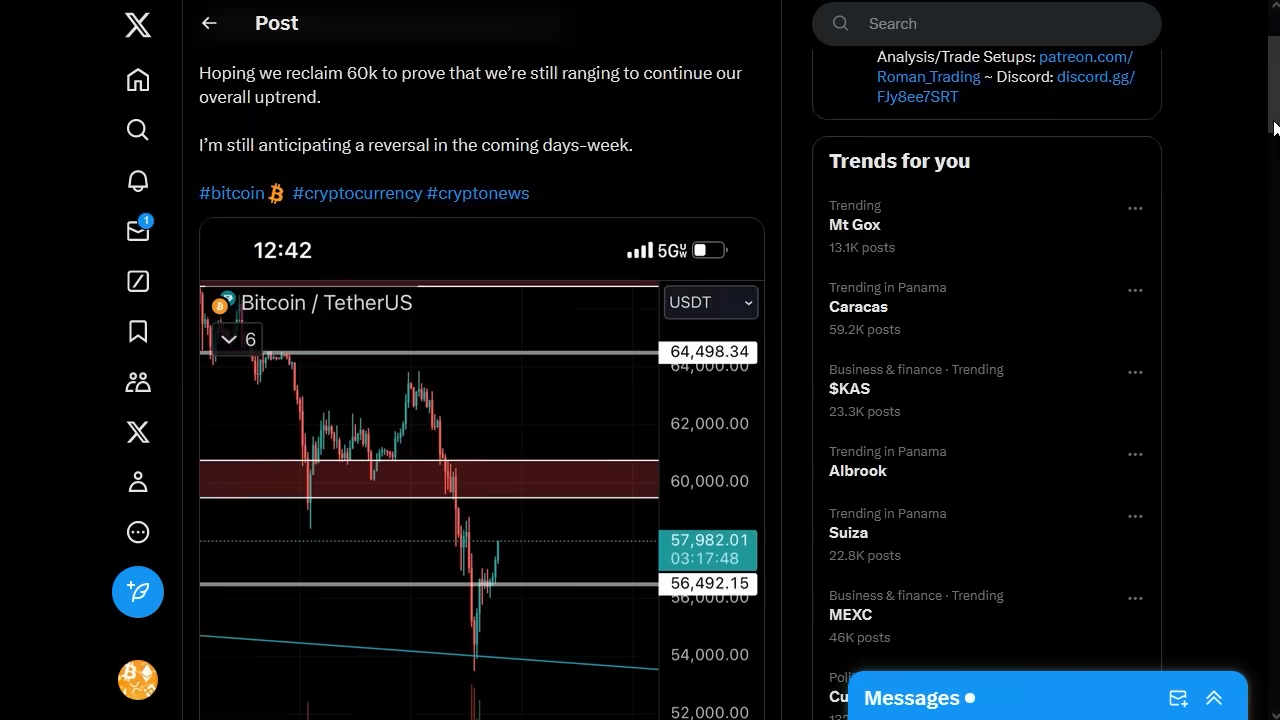 Post
Hoping we reclaim 60k to prove that we’re still ranging to continue our
overall uptrend.
I’m still anticipating a reversal in the coming days-week.
#bitcoin #cryptocurrency #cryptonews
12:42
5GUW
Bitcoin / TetherUS
USDT
6
64,498.34
64,000.00
62,000.00
60,000.00
57,982.01
03:17:48
56,492.15
56,000.00
54,000.00
52,000.00
1
Search
Analysis/Trade Setups: patreon.com/
Roman_Trading ~ Discord: discord.gg/
FJy8ee7SRT
Trends for you
Trending
Mt Gox
13.1K posts
Trending in Panama
Caracas
59.2K posts
Business & finance · Trending
$KAS
23.3K posts
Trending in Panama
Albrook
Trending in Panama
Suiza
22.8K posts
Business & finance · Trending
MEXC
46K posts
Messages